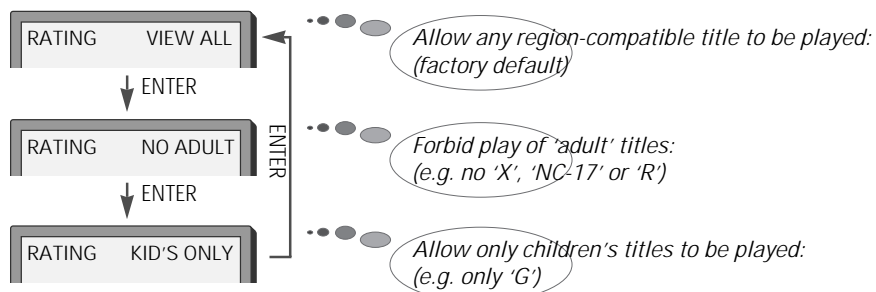 RATING VIEW ALL
Allow any region-compatible title to be played:
(factory default)
ENTER
RATING NO ADULT
ENTER
Forbid play of 'adult' titles:
(e.g. no ‘X’, ‘NC-17’ or ‘R’)
ENTER
RATING KID'S ONLY
Allow only children's titles to be played:
(e.g. only ‘G’)